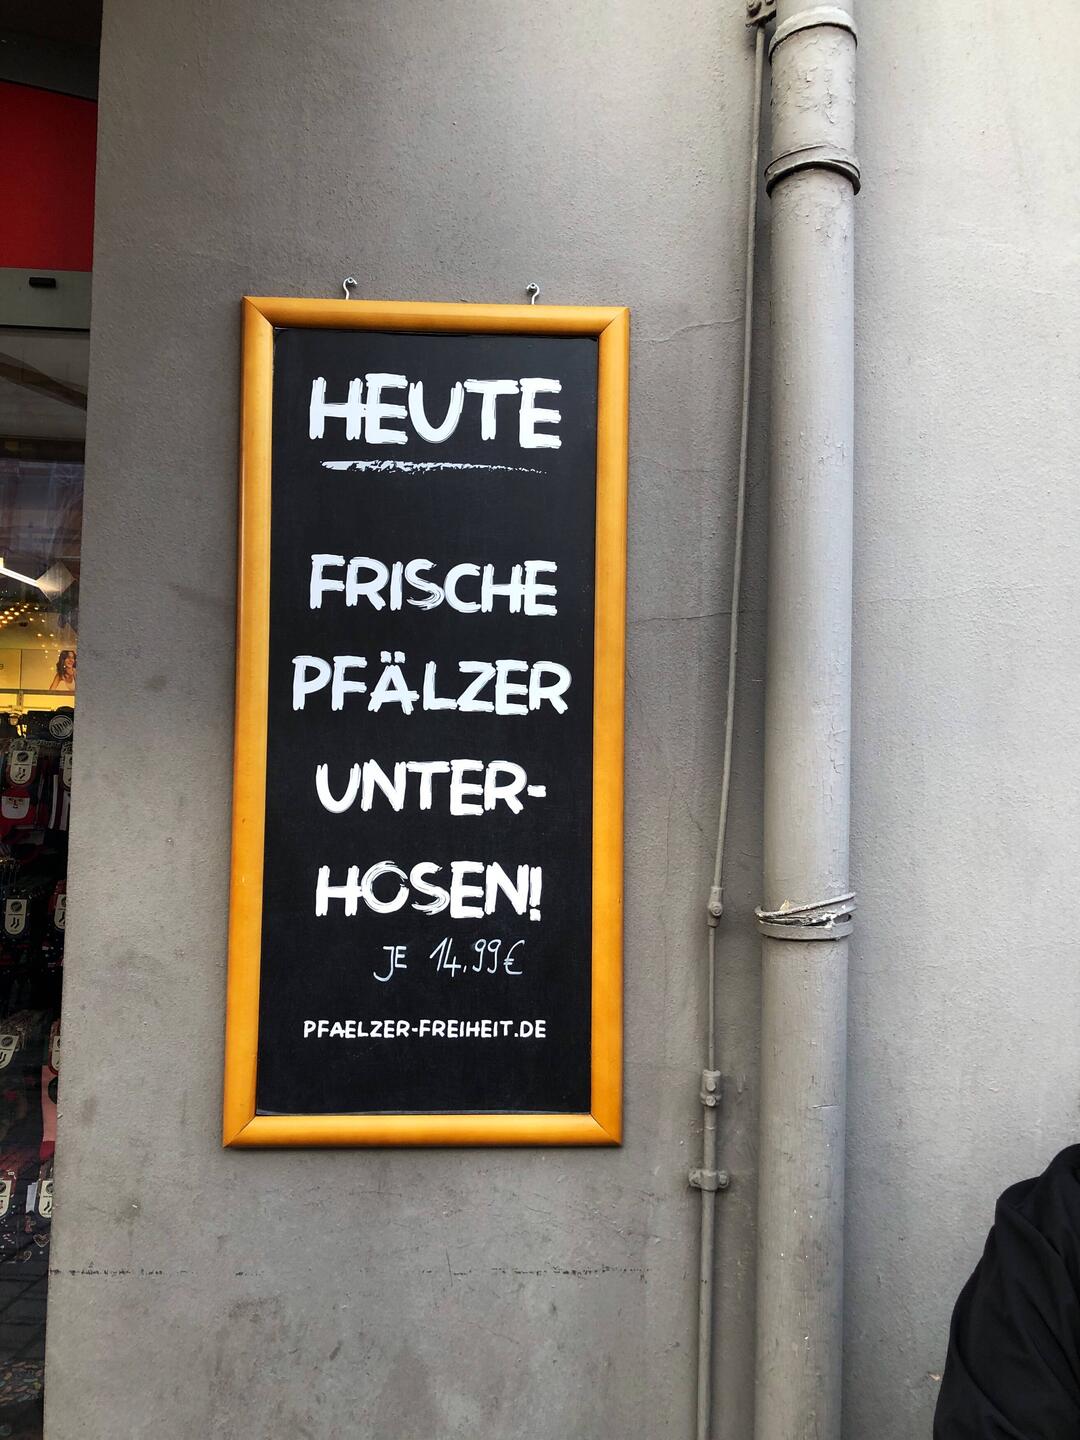 HEUTE
FRISCHE
PFÄLZER
UNTER-
HOSEN!
JE 14,99€
PFAELZER-FREIHEIT.DE